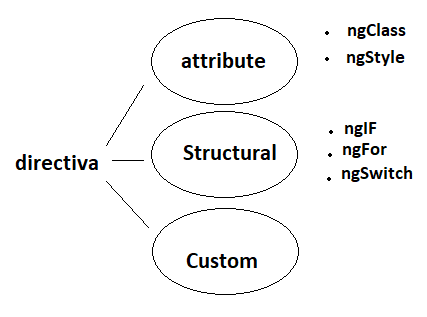 attribute
• ngClass
• ngStyle
directiva
Structural
• ngIF
• ngFor
• ngSwitch
Custom